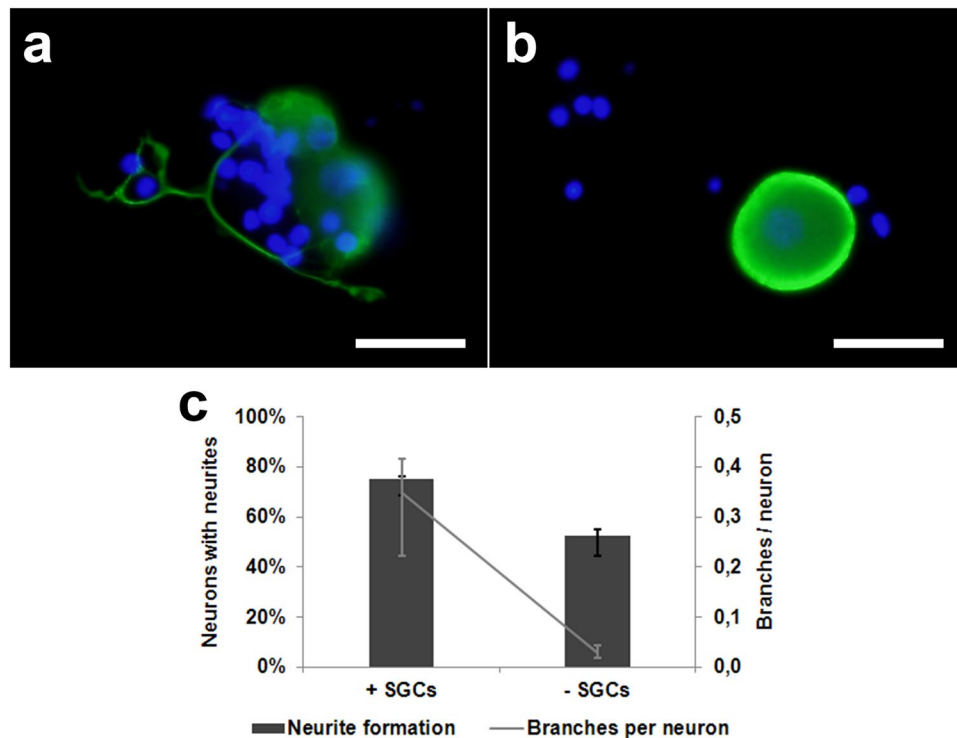 a
b
c
Neurons with neurites
100%
80%
60%
40%
20%
0%
0,5
0,4
0,3
0,2
0,1
0,0
Branches / neuron
+ SGCs
- SGCs
Neurite formation
Branches per neuron